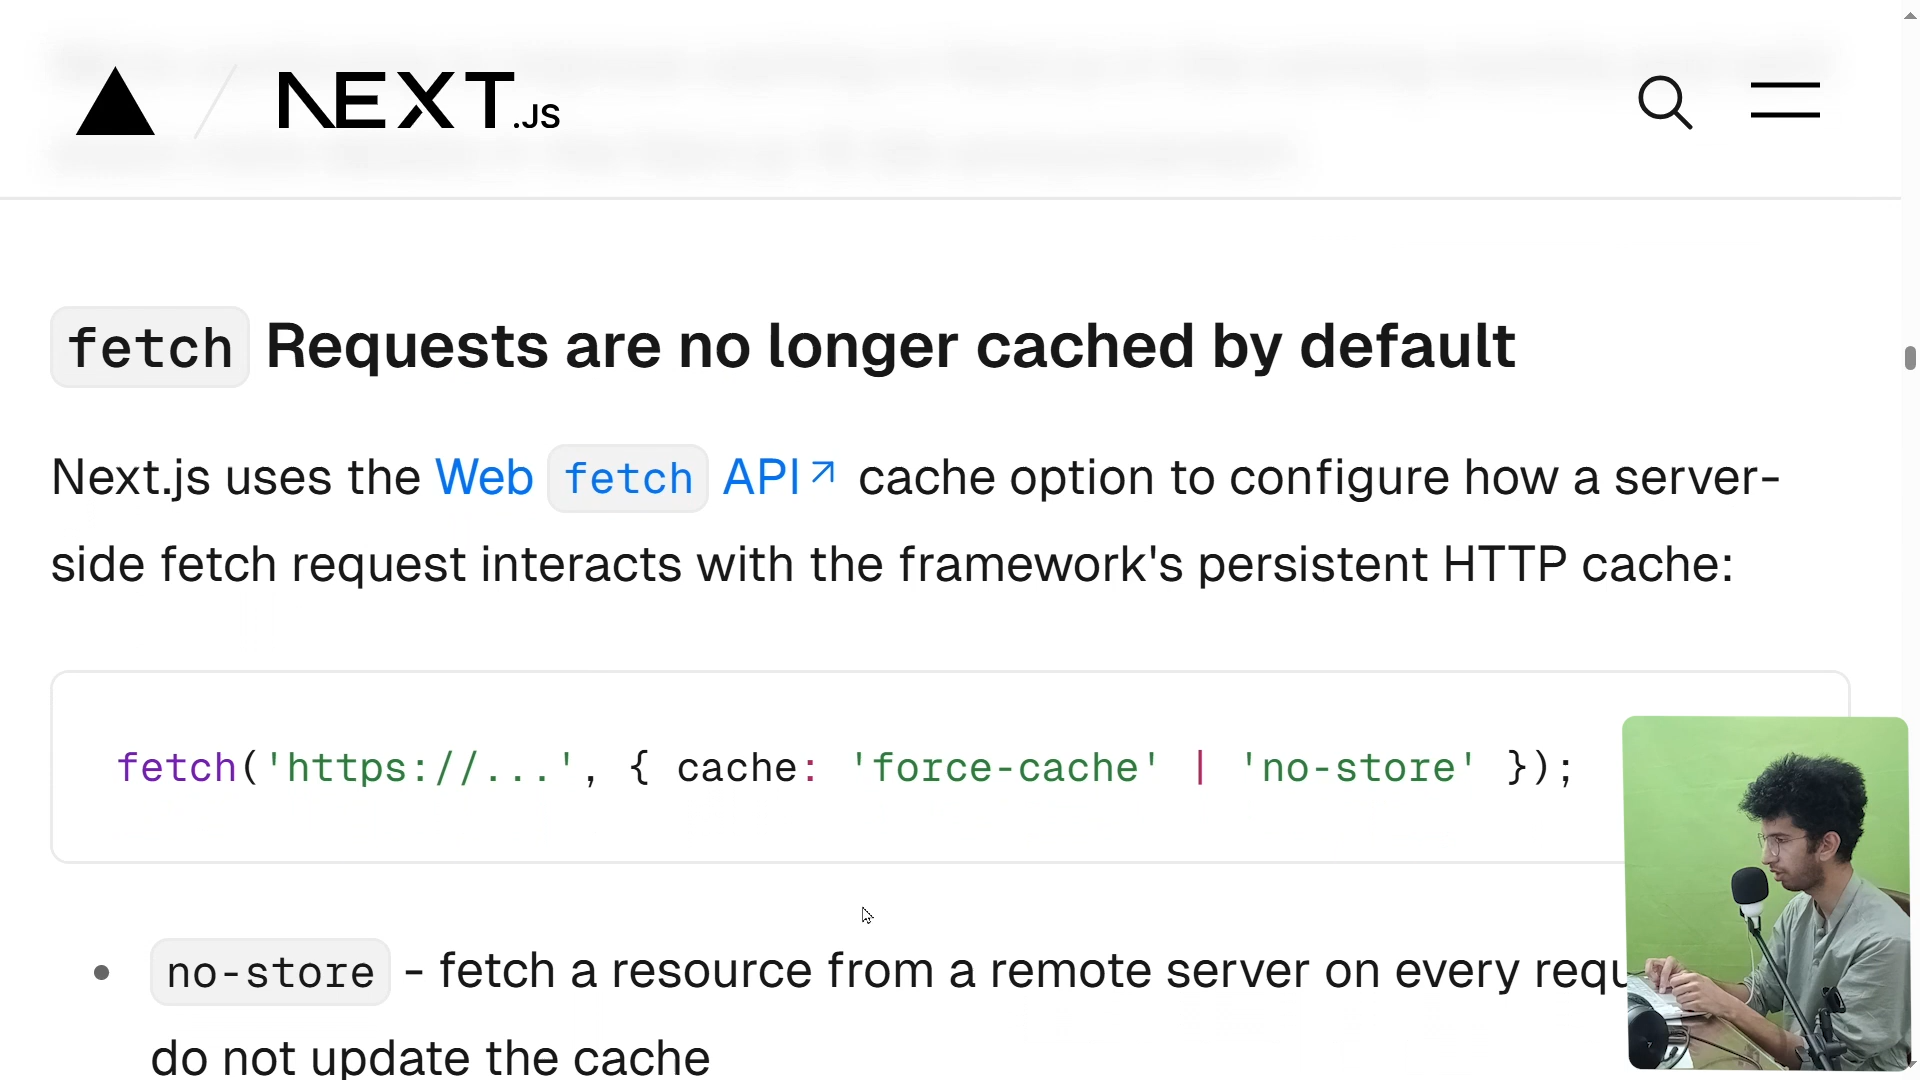 NEXT.JS
fetch Requests are no longer cached by default
Next.js uses the Web fetch API↗ cache option to configure how a server-
side fetch request interacts with the framework's persistent HTTP cache:
fetch('https://...', { cache: 'force-cache' | 'no-store' });
no-store - fetch a resource from a remote server on every
do not update the cache